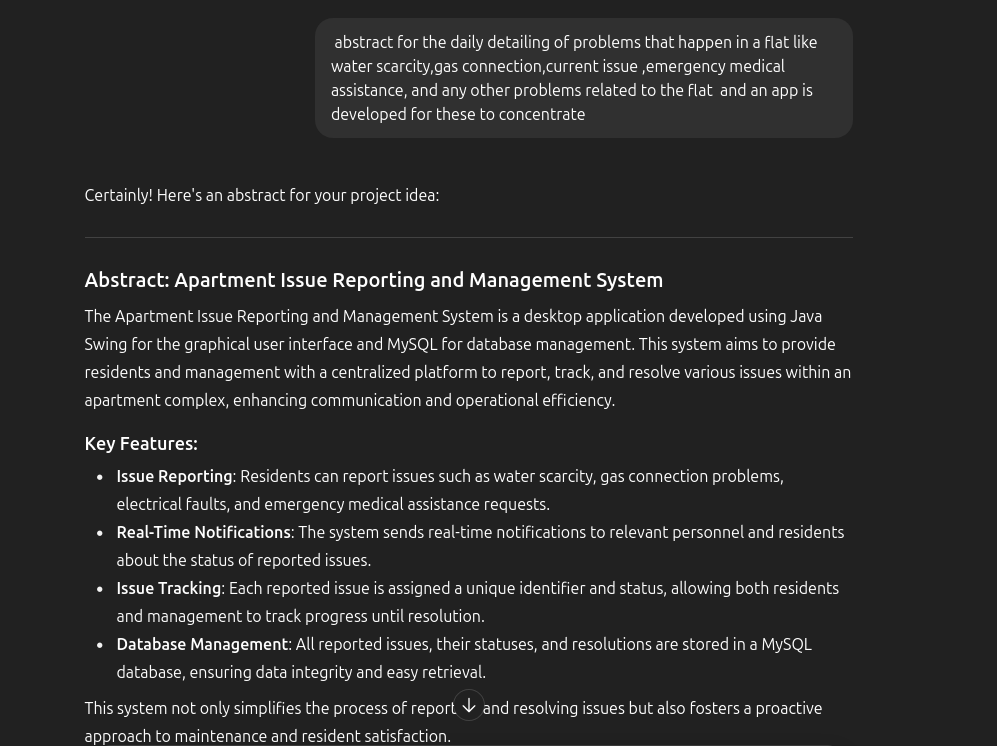 abstract for the daily detailing of problems that happen in a flat like
water scarcity,gas connection,current issue ,emergency medical
assistance, and any other problems related to the flat  and an app is
developed for these to concentrate
Certainly! Here's an abstract for your project idea:
Abstract: Apartment Issue Reporting and Management System
The Apartment Issue Reporting and Management System is a desktop application developed using Java
Swing for the graphical user interface and MySQL for database management. This system aims to provide
residents and management with a centralized platform to report, track, and resolve various issues within an
apartment complex, enhancing communication and operational efficiency.
Key Features:
• Issue Reporting: Residents can report issues such as water scarcity, gas connection problems,
electrical faults, and emergency medical assistance requests.
• Real-Time Notifications: The system sends real-time notifications to relevant personnel and residents
about the status of reported issues.
• Issue Tracking: Each reported issue is assigned a unique identifier and status, allowing both residents
and management to track progress until resolution.
• Database Management: All reported issues, their statuses, and resolutions are stored in a MySQL
database, ensuring data integrity and easy retrieval.
This system not only simplifies the process of report and resolving issues but also fosters a proactive
approach to maintenance and resident satisfaction.